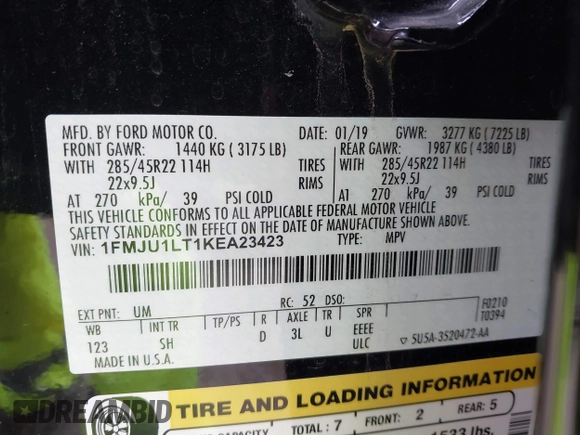 MFD. BY FORD MOTOR CO. DATE: 01/19 GVWR: 3277 KG ( 7225 LB)
FRONT GAWR: 1440 KG ( 3175 LB) REAR GAWR: 1987 KG ( 4380 LB)
WITH 285/45R22 114H TIRES WITH 285/45R22 114H TIRES
22x9.5J RIMS 22x9.5J RIMS
AT 270 kPa/ 39 PSI COLD AT 270 kPa/ 39 PSI COLD
THIS VEHICLE CONFORMS TO ALL APPLICABLE FEDERAL MOTOR VEHICLE
SAFETY STANDARDS IN EFFECT ON THE DATE OF MANUFACTURE SHOWN ABOVE.
VIN: 1FMJU1LT1KEA23423 TYPE: MPV
EXT PNT: UM RC: 52 DSO: F0210
T0394
WB INT TR TP/PS R AXLE TR SPR
123 SH D 3L U EEEE
ULC
MADE IN U.S.A. 5U5A-3520472-AA
TIRE AND LOADING INFORMATION
TOTAL : 7 FRONT: 2 REAR: 5
lbs.
DREAMBID